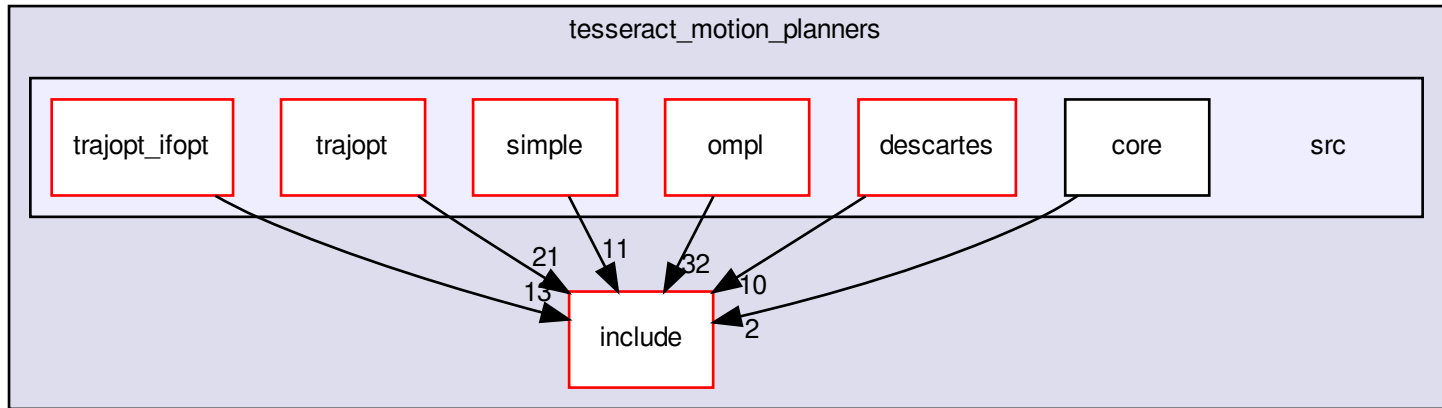 tesseract_motion_planners
trajopt_ifopt
trajopt
simple
ompl
descartes
core
src
21
11
32
10
13
2
include